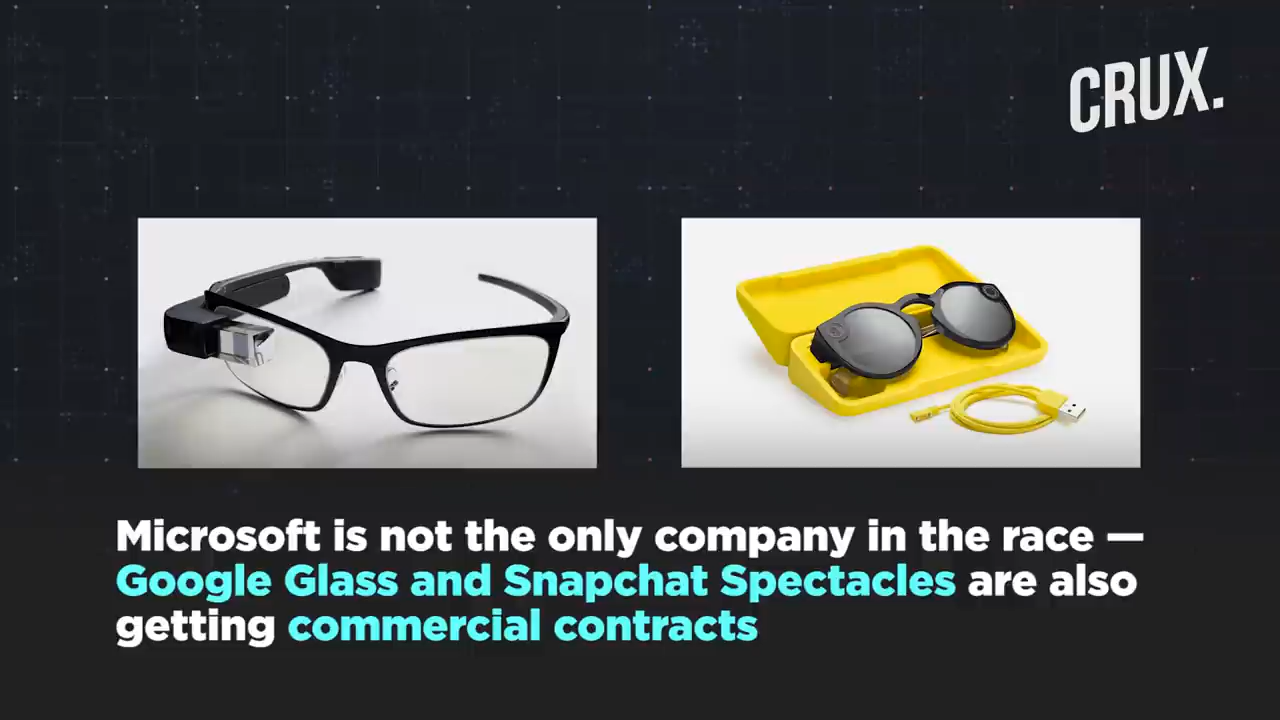 CRUX.
Microsoft is not the only company in the race —
Google Glass and Snapchat Spectacles are also
getting commercial contracts